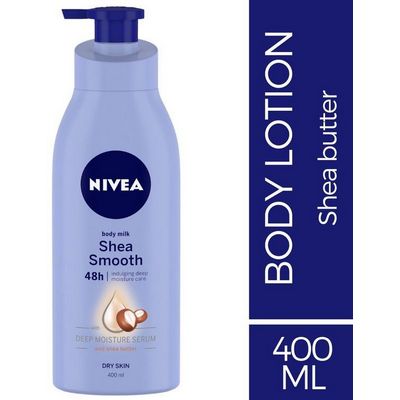 NIVEA
body milk
Shea
Smooth
48h
indulging deep
moisture care
with
DEEP MOISTURE SERUM
and shea butter
DRY SKIN
400 ml
BODY LOTION
Shea butter
400
ML